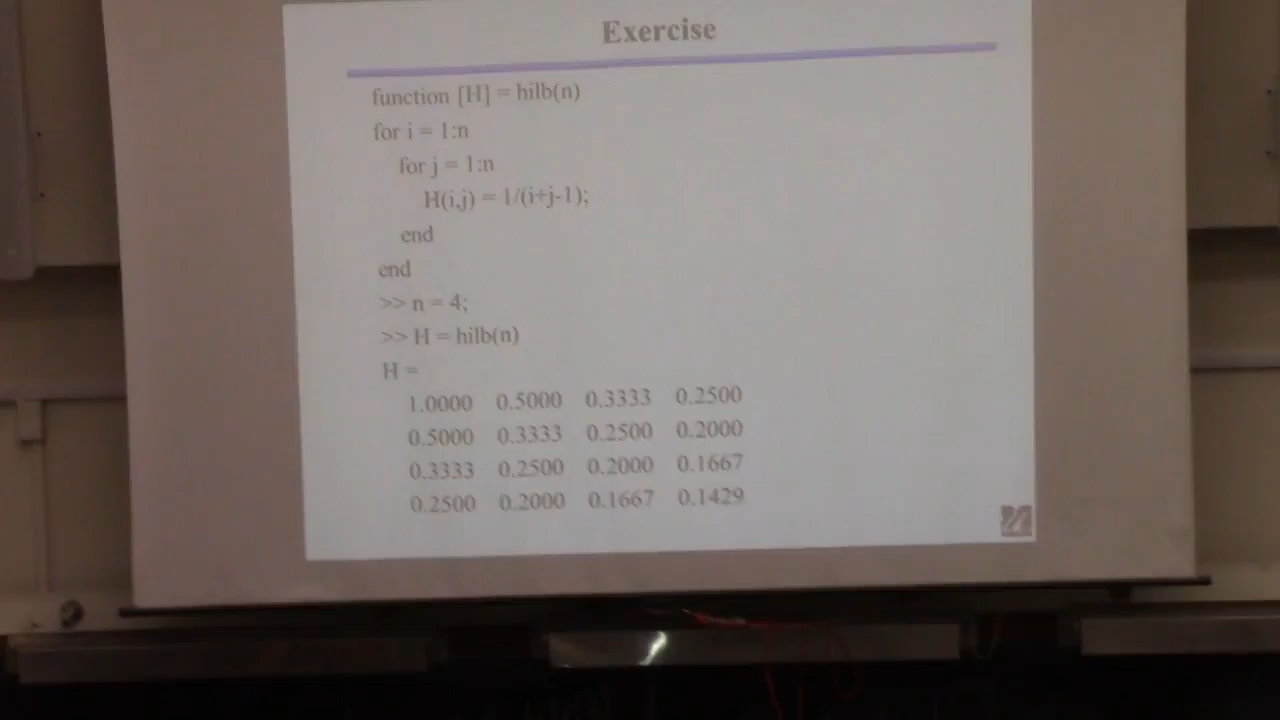 Exercise
function [H] = hilb(n)
for i = 1:n
for j = 1:n
H(i,j) = 1/(i+j-1);
end
end
>> n = 4;
>> H = hilb(n)
H =
1.0000 0.5000 0.3333 0.2500
0.5000 0.3333 0.2500 0.2000
0.3333 0.2500 0.2000 0.1667
0.2500 0.2000 0.1667 0.1429